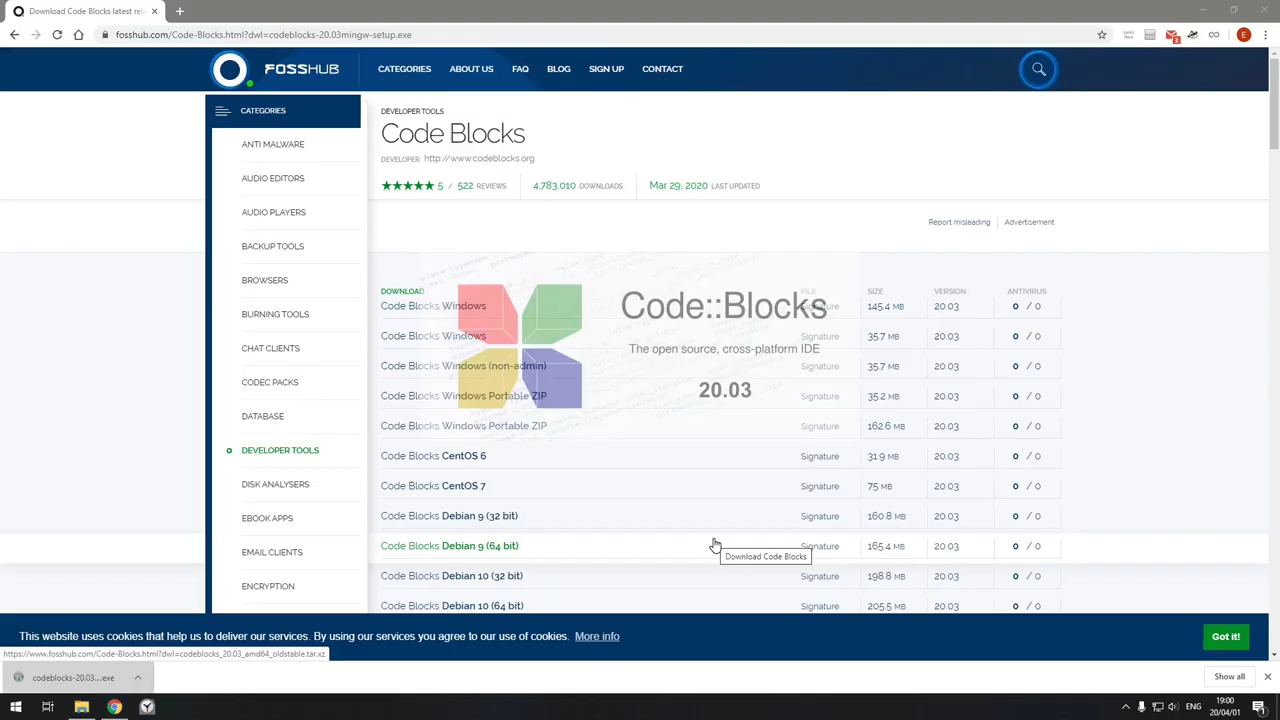 Download Code Blocks latest rel
fosshub.com/Code-Blocks.html?dwl=codeblocks-20.03mingw-setup.exe
E
FOSSHUB
CATEGORIES ABOUT US FAQ BLOG SIGN UP CONTACT
CATEGORIES
ANTI MALWARE
AUDIO EDITORS
AUDIO PLAYERS
BACKUP TOOLS
BROWSERS
BURNING TOOLS
CHAT CLIENTS
CODEC PACKS
DATABASE
DEVELOPER TOOLS
DISK ANALYSERS
EBOOK APPS
EMAIL CLIENTS
ENCRYPTION
DEVELOPER TOOLS
Code Blocks
DEVELOPER: http://www.codeblocks.org
5 / 522 REVIEWS 4,783,010 DOWNLOADS Mar 29, 2020 LAST UPDATED
Report misleading Advertisement
DOWNLOAD FILE SIZE VERSION ANTIVIRUS
Code Blocks Windows 145.4 MB 20.03 0 / 0
Code Blocks Windows Signature 35.7 MB 20.03 0 / 0
Code Blocks Windows (non-admin) Signature 35.7 MB 20.03 0 / 0
Code Blocks Windows Portable ZIP Signature 35.2 MB 20.03 0 / 0
Code Blocks Windows Portable ZIP Signature 162.6 MB 20.03 0 / 0
Code Blocks CentOS 6 Signature 31.9 MB 20.03 0 / 0
Code Blocks CentOS 7 Signature 75 MB 20.03 0 / 0
Code Blocks Debian 9 (32 bit) Signature 160.8 MB 20.03 0 / 0
Code Blocks Debian 9 (64 bit) Signature 165.4 MB 20.03 0 / 0
Code Blocks Debian 10 (32 bit) Signature 198.8 MB 20.03 0 / 0
Code Blocks Debian 10 (64 bit) Signature 205.5 MB 20.03 0 / 0
Code::Blocks
The open source, cross-platform IDE
20.03
Download Code Blocks
This website uses cookies that help us to deliver our services. By using our services you agree to our use of cookies. More info
Got it!
https://www.fosshub.com/Code-Blocks.html?dwl=codeblocks_20.03_amd64_oldstable.tar.xz
codeblocks-20.03....exe
Show all
ENG
19:00
20/04/01